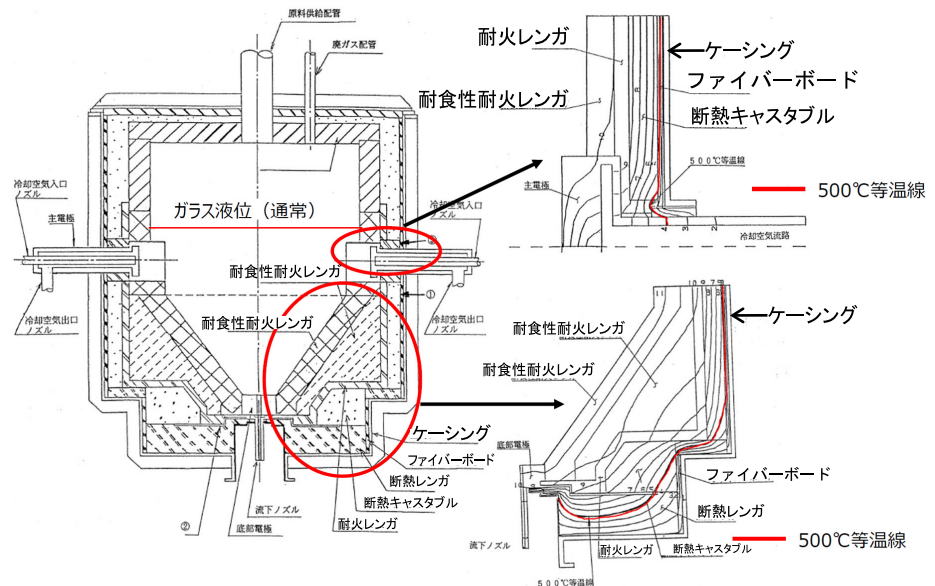 原料供給配管
廃ガス配管
冷却空気入口
ノズル
主電極
ガラス液位（通常）
冷却空気入口
ノズル
②
耐食性耐火レンガ
①
冷却空気出口
ノズル
耐食性耐火レンガ
冷却空気出口
ノズル
ケーシング
ファイバーボード
断熱レンガ
断熱キャスタブル
耐火レンガ
流下ノズル
底部電極
②
耐火レンガ
ケーシング
ファイバーボード
耐食性耐火レンガ
断熱キャスタブル
500℃等温線
500℃等温線
主電極
4 3 2
冷却空気流路
11 10 9 7
ケーシング
耐食性耐火レンガ
耐食性耐火レンガ
底部電極
ファイバーボード
断熱レンガ
500℃等温線
流下ノズル
耐火レンガ
断熱キャスタブル
500℃等温線